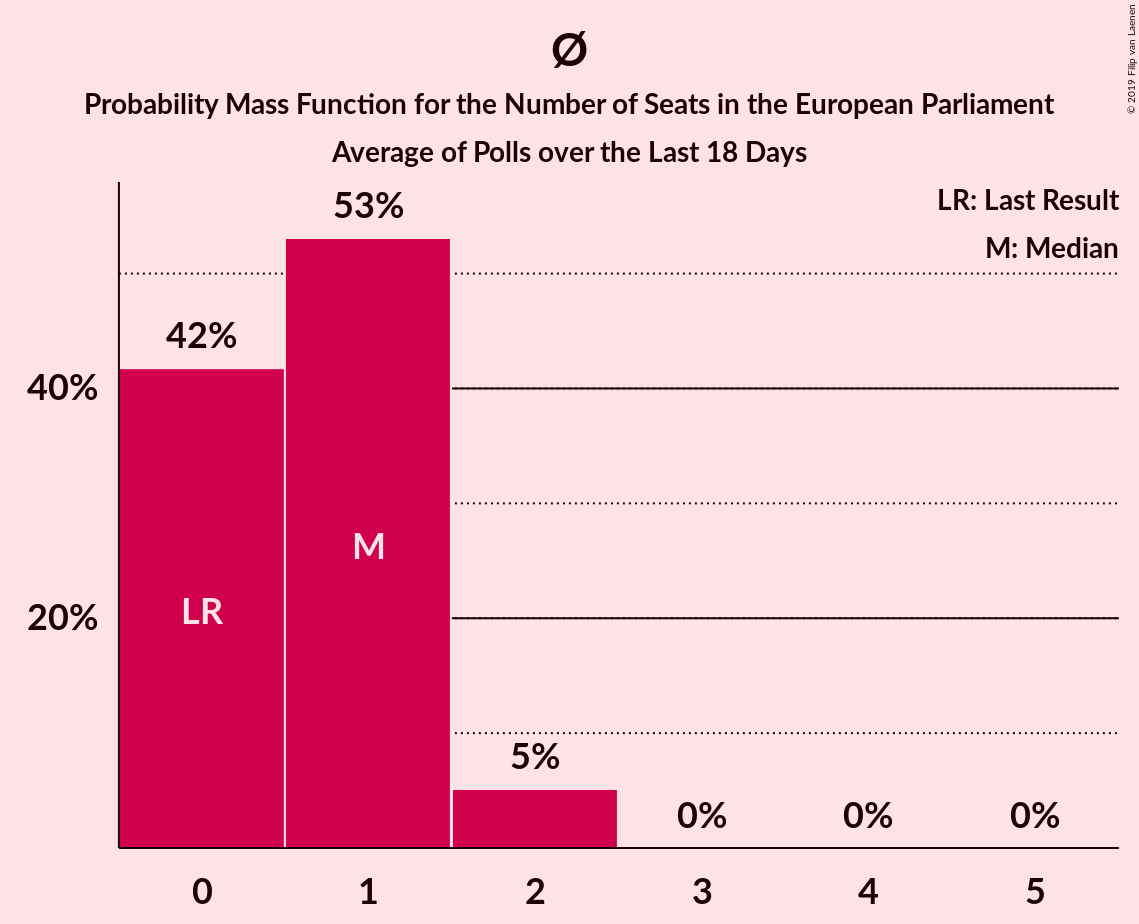 Ø
Probability Mass Function for the Number of Seats in the European Parliament
Average of Polls over the Last 18 Days
© 2019 Filip van Laenen
LR: Last Result
M: Median
53%
42%
40%
M
LR
20%
5%
0%
0%
0%
0
1
2
3
4
5